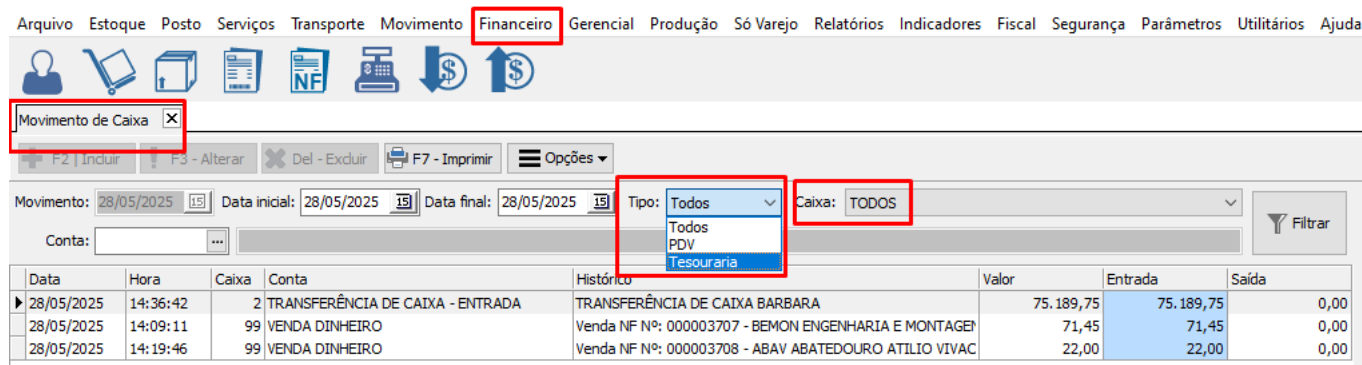 Arquivo Estoque Posto Serviços Transporte Movimento Financeiro Gerencial Produção Só Varejo Relatórios Indicadores Fiscal Segurança Parâmetros Utilitários Ajuda
NF
Movimento de Caixa
F2 | Incluir F3 - Alterar Del - Excluir F7 - Imprimir Opções
Movimento: 28/05/2025 15 Data inicial: 28/05/2025 15 Data final: 28/05/2025 15 Tipo: Todos Caixa: TODOS Filtrar
Conta: ... Todos
PDV
Tesouraria
Data Hora Caixa Conta Histórico Valor Entrada Saída
28/05/2025 14:36:42 2 TRANSFERÊNCIA DE CAIXA - ENTRADA TRANSFERÊNCIA DE CAIXA BARBARA 75.189,75 75.189,75 0,00
28/05/2025 14:09:11 99 VENDA DINHEIRO Venda NF Nº: 000003707 - BEMON ENGENHARIA E MONTAGEN 71,45 71,45 0,00
28/05/2025 14:19:46 99 VENDA DINHEIRO Venda NF Nº: 000003708 - ABAV ABATEDOURO ATILIO VIVAC 22,00 22,00 0,00